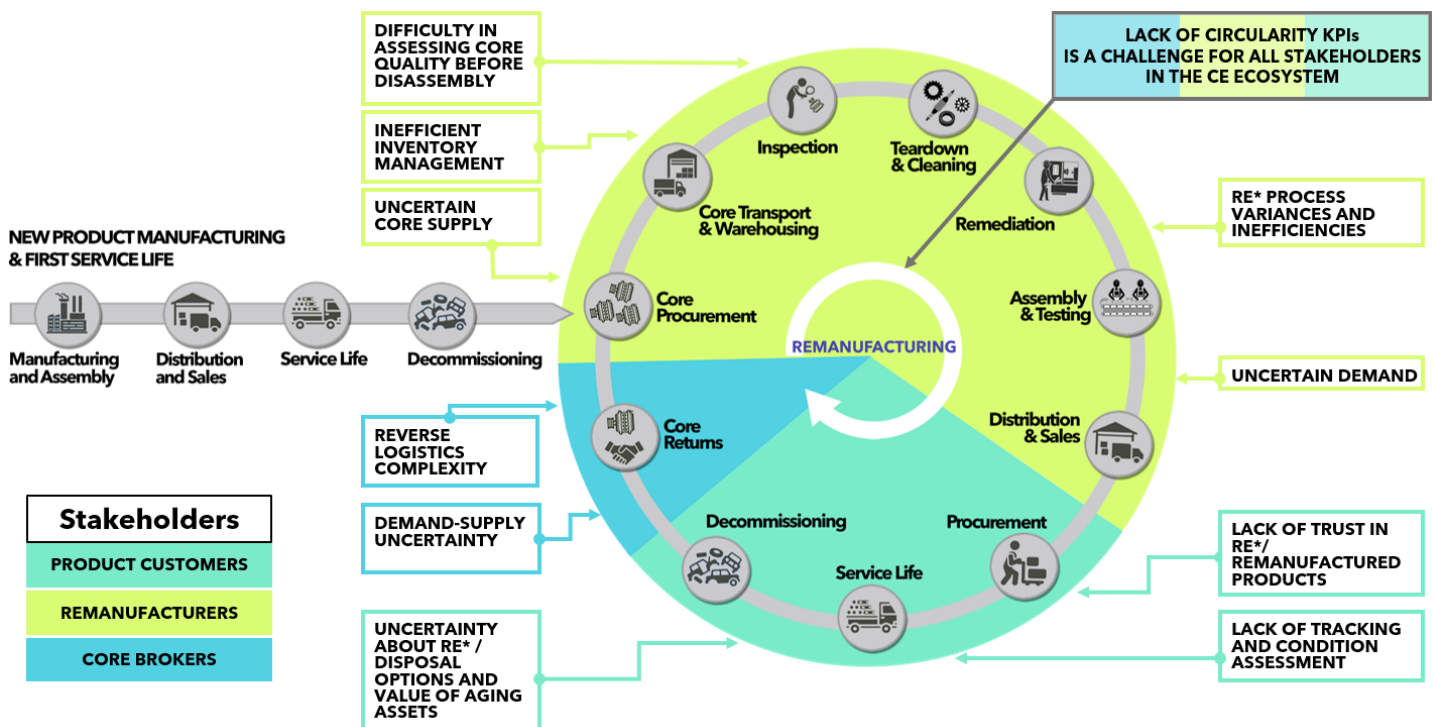 DIFFICULTY IN
ASSESSING CORE
QUALITY BEFORE
DISASSEMBLY
LACK OF CIRCULARITY KPIs
IS A CHALLENGE FOR ALL STAKEHOLDERS
IN THE CE ECOSYSTEM
INEFFICIENT
INVENTORY
MANAGEMENT
UNCERTAIN
CORE SUPPLY
Inspection
Teardown
& Cleaning
Core Transport
& Warehousing
Remediation
RE* PROCESS
VARIANCES AND
INEFFICIENCIES
NEW PRODUCT MANUFACTURING
& FIRST SERVICE LIFE
Manufacturing
and Assembly
Distribution
and Sales
Service Life
Decommissioning
Core
Procurement
REMANUFACTURING
Assembly
& Testing
UNCERTAIN DEMAND
Distribution
& Sales
Core
Returns
REVERSE
LOGISTICS
COMPLEXITY
DEMAND-SUPPLY
UNCERTAINTY
Decommissioning
Service Life
Procurement
LACK OF TRUST IN
RE*/
REMANUFACTURED
PRODUCTS
LACK OF TRACKING
AND CONDITION
ASSESSMENT
UNCERTAINTY
ABOUT RE* /
DISPOSAL
OPTIONS AND
VALUE OF AGING
ASSETS
Stakeholders
PRODUCT CUSTOMERS
REMANUFACTURERS
CORE BROKERS